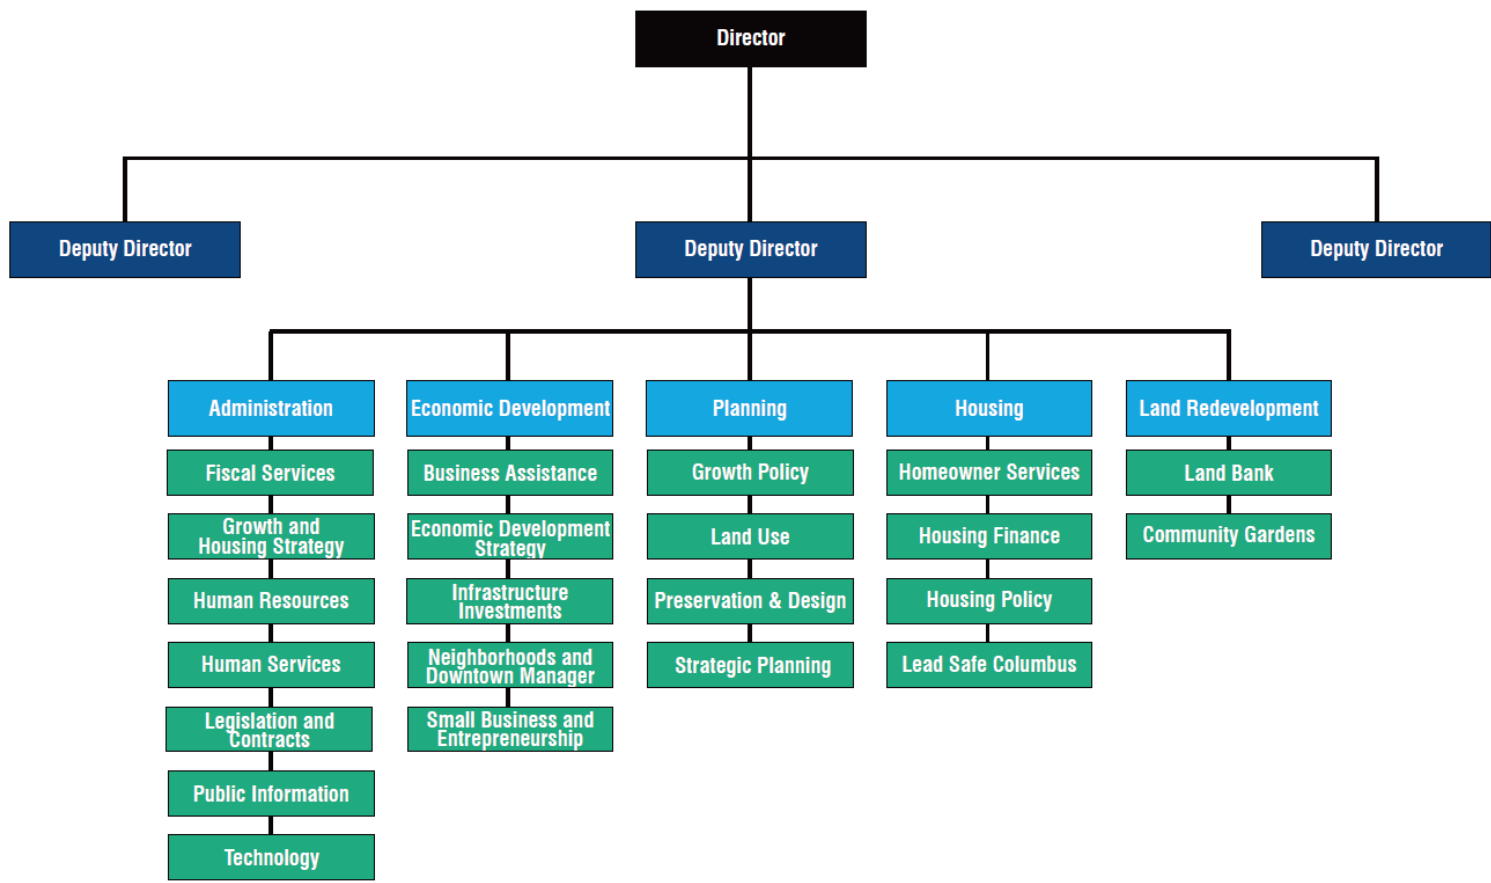 Director
Deputy Director
Deputy Director
Deputy Director
Administration
Economic Development
Planning
Housing
Land Redevelopment
Fiscal Services
Growth and
Housing Strategy
Human Resources
Human Services
Legislation and
Contracts
Public Information
Technology
Business Assistance
Economic Development
Strategy
Infrastructure
Investments
Neighborhoods and
Downtown Manager
Small Business and
Entrepreneurship
Growth Policy
Land Use
Preservation & Design
Strategic Planning
Homeowner Services
Housing Finance
Housing Policy
Lead Safe Columbus
Land Bank
Community Gardens